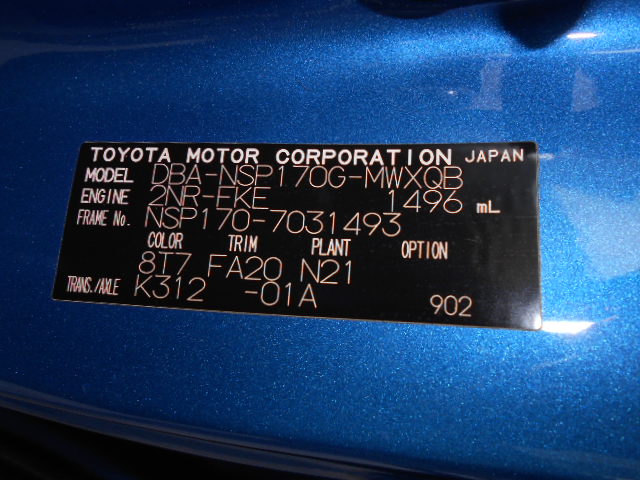 TOYOTA MOTOR CORPORATION JAPAN
MODEL DBA-NSP170G-MWXQB
ENGINE 2NR-FKE 1496 mL
FRAME No. NSP170-7031493
COLOR TRIM PLANT OPTION
8I7 FA20 N21
TRANS./AXLE K312 -01A 902